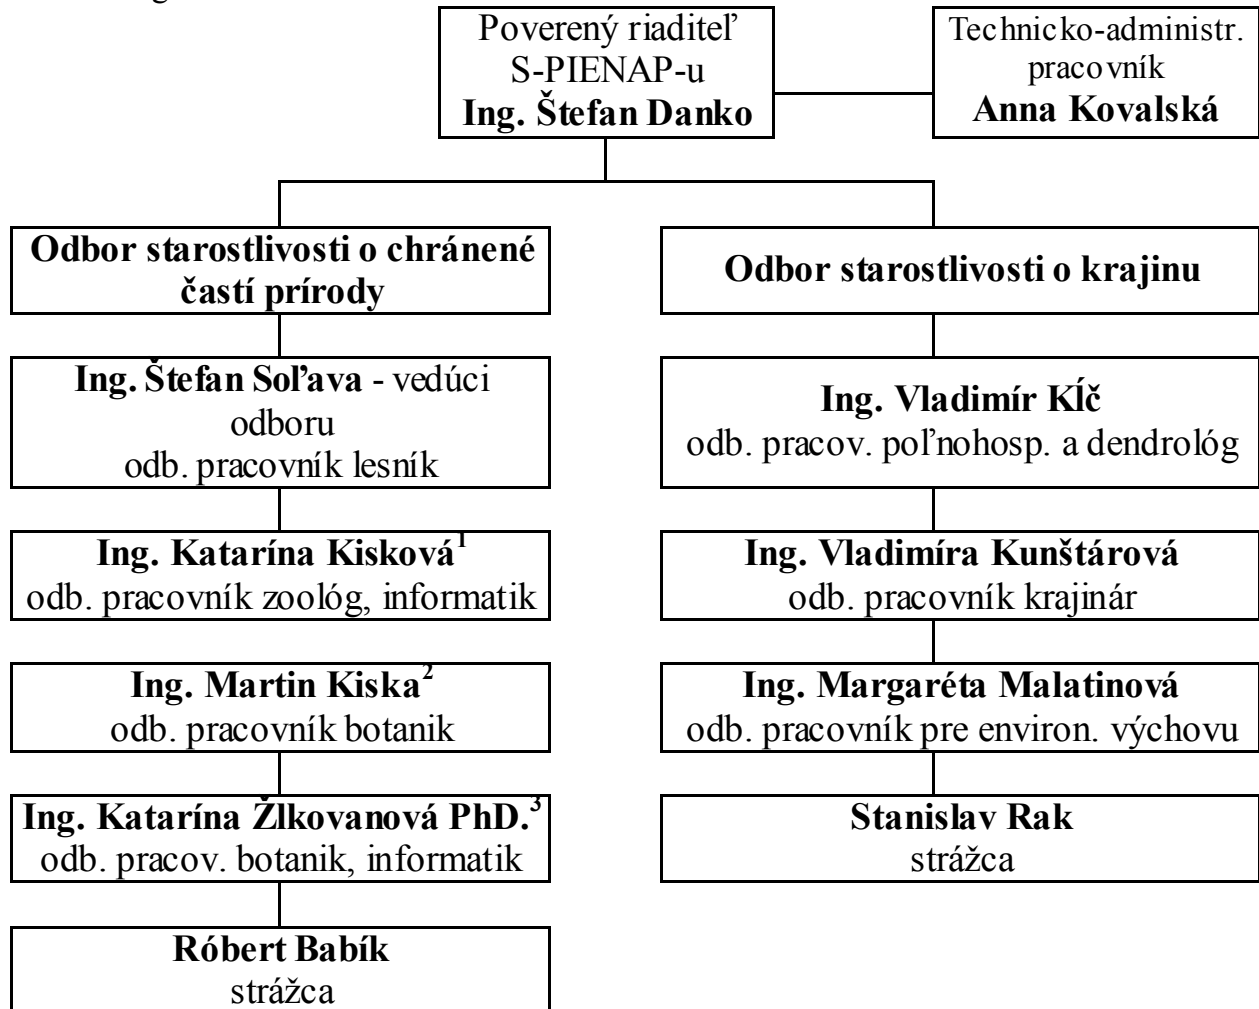 Poverený riaditeľ
S-PIENAP-u
Ing. Štefan Danko
Technicko-administr.
pracovník
Anna Kovalská
Odbor starostlivosti o chránené
častí prírody
Ing. Štefan Soľava - vedúci
odboru
odb. pracovník lesník
Ing. Katarína Kisková¹
odb. pracovník zoológ, informatik
Ing. Martin Kiska²
odb. pracovník botanik
Ing. Katarína Žlkovanová PhD.³
odb. pracov. botanik, informatik
Róbert Babík
strážca
Odbor starostlivosti o krajinu
Ing. Vladimír Kĺč
odb. pracov. poľnohosp. a dendrológ
Ing. Vladimíra Kunštárová
odb. pracovník krajinár
Ing. Margaréta Malatinová
odb. pracovník pre environ. výchovu
Stanislav Rak
strážca